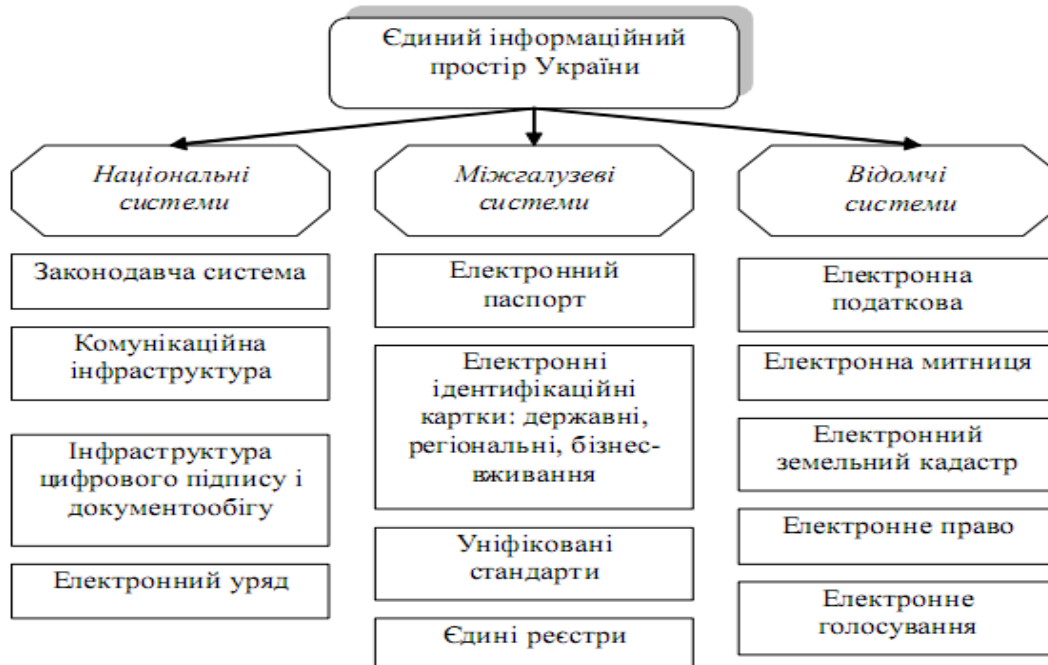 Єдиний інформаційний
простір України
Національні
системи
Законодавча система
Комунікаційна
інфраструктура
Інфраструктура
цифрового підпису і
документообігу
Електронний уряд
Міжгалузеві
системи
Електронний
паспорт
Електронні
ідентифікаційні
картки: державні,
регіональні, бізнес-
вживання
Уніфіковані
стандарти
Єдині реєстри
Відомчі
системи
Електронна
податкова
Електронна митниця
Електронний
земельний кадастр
Електронне право
Електронне
голосування